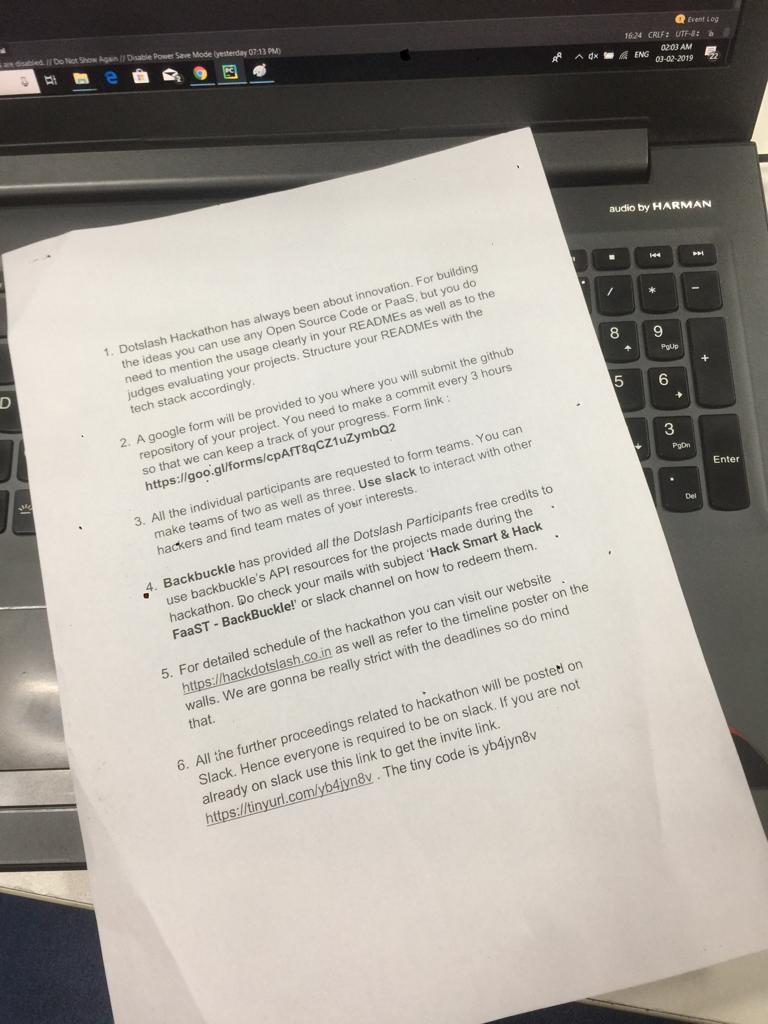 Event Log
16:24 CRLF UTF-8
are disabled. // Do Not Show Again // Disable Power Save Mode (yesterday 07:13 PM)
ENG
02:03 AM
03-02-2019
22
PC
audio by HARMAN
1. Dotslash Hackathon has always been about innovation. For building
the ideas you can use any Open Source Code or PaaS, but you do
need to mention the usage clearly in your READMEs as well as to the
judges evaluating your projects. Structure your READMEs with the
tech stack accordingly.
2. A google form will be provided to you where you will submit the github
repository of your project. You need to make a commit every 3 hours
so that we can keep a track of your progress. Form link :
https://goo.gl/forms/cpAfT8qCZ1uZymbQ2
3. All the individual participants are requested to form teams. You can
make teams of two as well as three. Use slack to interact with other
hackers and find team mates of your interests.
4. Backbuckle has provided all the Dotslash Participants free credits to
use backbuckle's API resources for the projects made during the
hackathon. Do check your mails with subject 'Hack Smart & Hack
FaaST - BackBuckle!' or slack channel on how to redeem them.
5. For detailed schedule of the hackathon you can visit our website
https://hackdotslash.co.in as well as refer to the timeline poster on the
walls. We are gonna be really strict with the deadlines so do mind
that.
6. All the further proceedings related to hackathon will be posted on
Slack. Hence everyone is required to be on slack. If you are not
already on slack use this link to get the invite link.
https://tinyurl.com/yb4jyn8v . The tiny code is yb4jyn8v
/ * -
8 9 PgUp +
5 6
3 PgDn
Enter
. Del
D